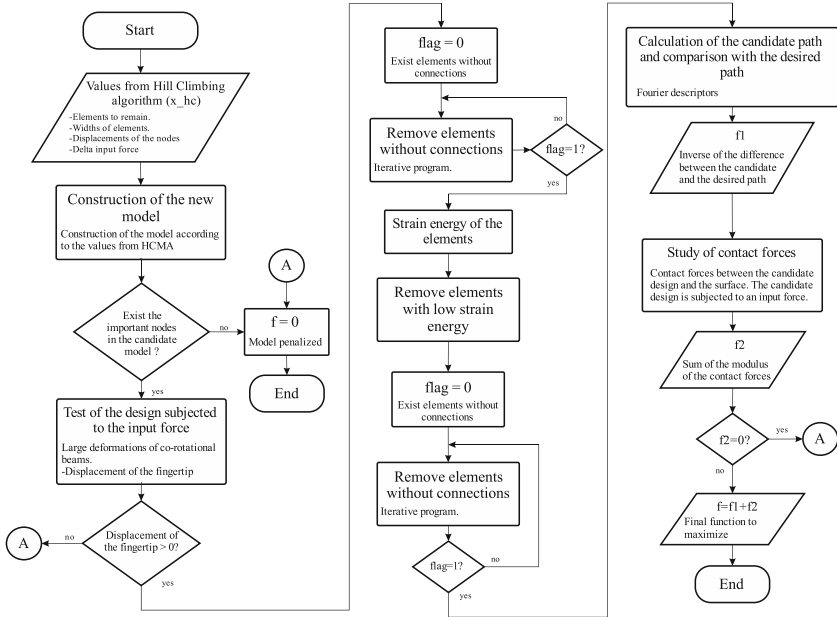 Start
Values from Hill Climbing
algorithm (x_hc)
-Elements to remain.
-Widths of elements.
-Displacements of the nodes
-Delta input force
Construction of the new
model
Construction of the model according
to the values from HCMA
Exist the
important nodes
in the candidate
model ?
no
yes
A
f = 0
Model penalized
End
Test of the design subjected
to the input force
Large deformations of co-rotational
beams.
-Displacement of the fingertip
Displacement of
the fingertip > 0?
no
A
yes
flag = 0
Exist elements without
connections
Remove elements
without connections
Iterative program.
flag=1?
no
yes
Strain energy of the
elements
Remove elements
with low strain
energy
flag = 0
Exist elements without
connections
Remove elements
without connections
Iterative program.
flag=1?
no
yes
Calculation of the candidate path
and comparison with the desired
path
Fourier descriptors
f1
Inverse of the difference
between the candidate
and the desired path
Study of contact forces
Contact forces between the candidate
design and the surface. The candidate
design is subjected to an input force.
f2
Sum of the modulus
of the contact forces
f2=0?
yes
A
no
f=f1+f2
Final function to
maximize
End